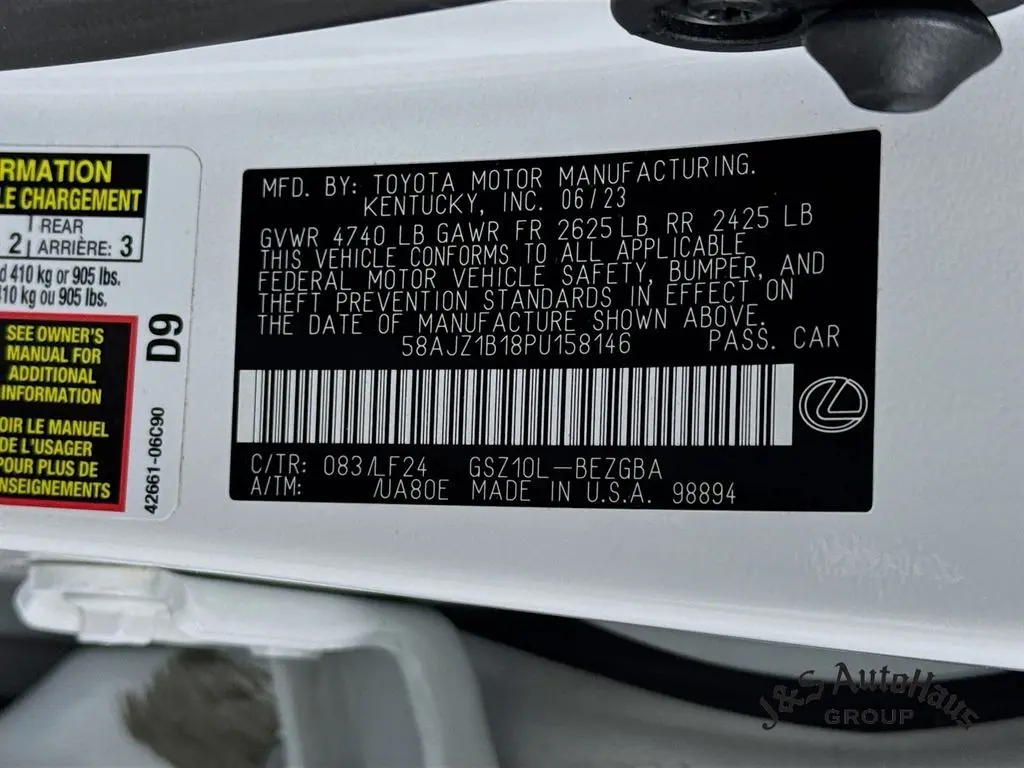 RMATION
LE CHARGEMENT
2 REAR ARRIÈRE: 3
d 410 kg or 905 lbs.
10 kg ou 905 lbs.
SEE OWNER'S
MANUAL FOR
ADDITIONAL
INFORMATION
OIR LE MANUEL
DE L'USAGER
POUR PLUS DE
NSEIGNEMENTS
D9
42661-06C90
MFD. BY: TOYOTA MOTOR MANUFACTURING.
KENTUCKY, INC. 06/23
GVWR 4740 LB GAWR FR 2625 LB RR 2425 LB
THIS VEHICLE CONFORMS TO ALL APPLICABLE
FEDERAL MOTOR VEHICLE SAFETY, BUMPER, AND
THEFT PREVENTION STANDARDS IN EFFECT ON
THE DATE OF MANUFACTURE SHOWN ABOVE.
58AJZ1B18PU158146 PASS. CAR
C/TR: 083/LF24 GSZ10L-BEZGBA
A/TM: /UA80E MADE IN U.S.A. 98894
J&S AutoHaus
GROUP